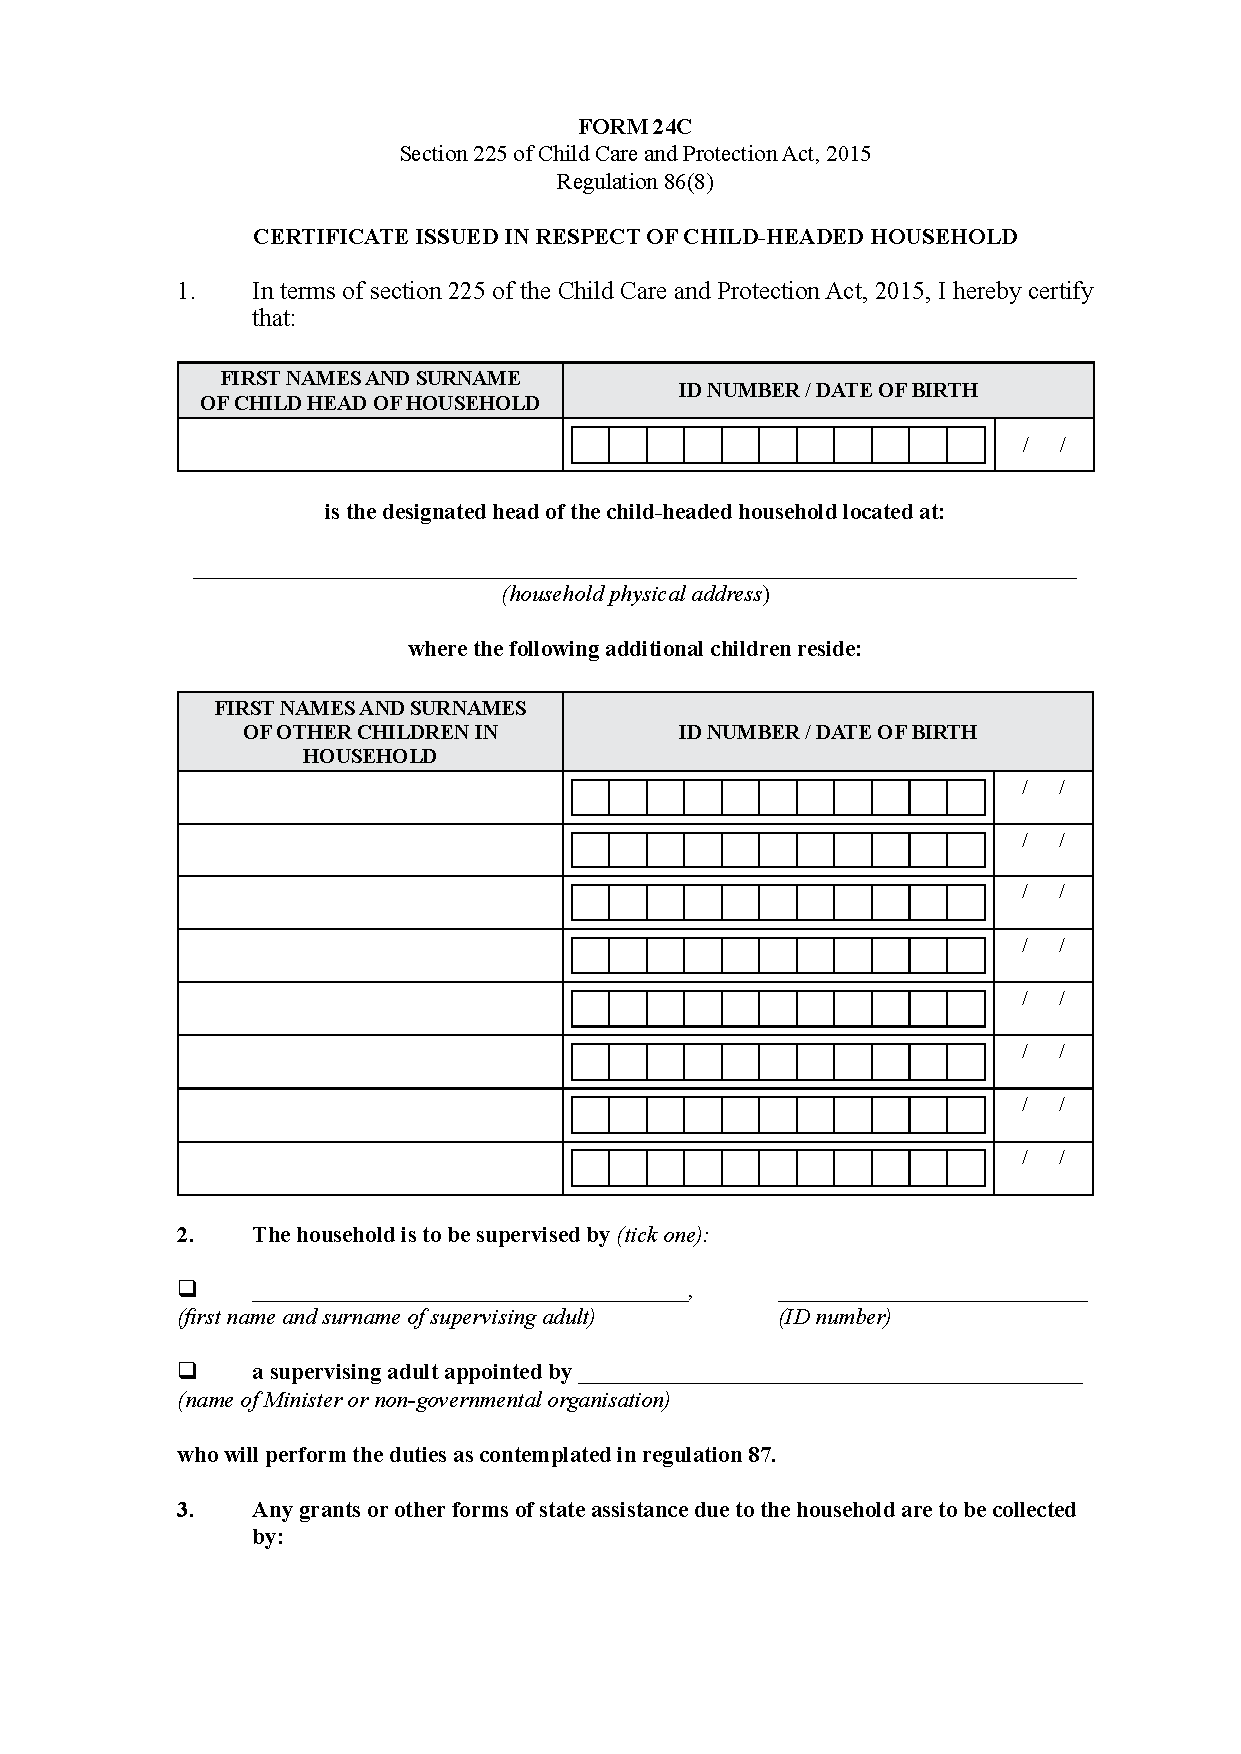 FORM 24C
Section 225 of Child Care and Protection Act, 2015
Regulation 86(8)
CERTIFICATE ISSUED IN RESPECT OF CHILD-HEADED HOUSEHOLD
1. In terms of section 225 of the Child Care and Protection Act, 2015, I hereby certify
that:
FIRST NAMES AND SURNAME
OF CHILD HEAD OF HOUSEHOLD
ID NUMBER / DATE OF BIRTH
/ /
is the designated head of the child-headed household located at:
(household physical address)
where the following additional children reside:
FIRST NAMES AND SURNAMES
OF OTHER CHILDREN IN
HOUSEHOLD
ID NUMBER / DATE OF BIRTH
/ /
/ /
/ /
/ /
/ /
/ /
/ /
/ /
2. The household is to be supervised by (tick one):
❑ ______________________________________, ___________________________
(first name and surname of supervising adult) (ID number)
❑ a supervising adult appointed by ____________________________________________
(name of Minister or non-governmental organisation)
who will perform the duties as contemplated in regulation 87.
3. Any grants or other forms of state assistance due to the household are to be collected
by: